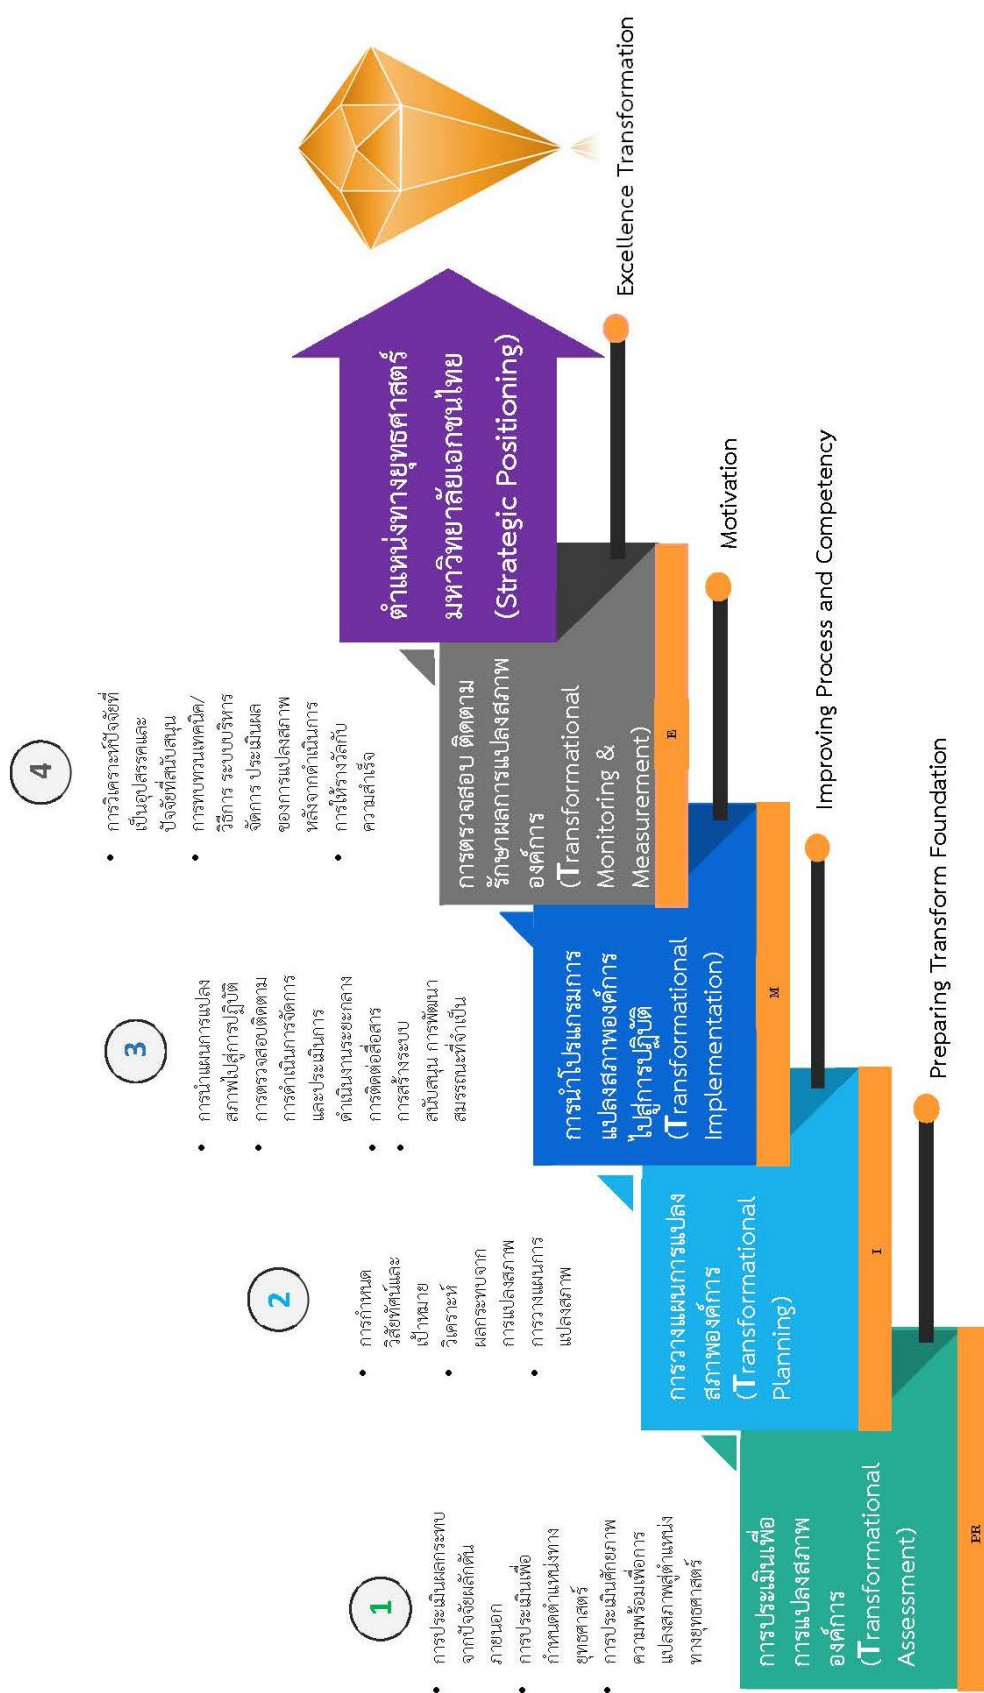 1
• การประเมินผลกระทบ
จากปัจจัยผลักดัน
ภายนอก
• การประเมินเพื่อ
กำหนดตำแหน่งทาง
ยุทธศาสตร์
• การประเมินศักยภาพ
ความพร้อมเพื่อการ
แปลงสภาพสู่ตำแหน่ง
ทางยุทธศาสตร์
การประเมินเพื่อ
การแปลงสภาพ
องค์การ
(Transformational
Assessment)
PR
Preparing Transform Foundation
2
• การกำหนด
วิสัยทัศน์และ
เป้าหมาย
• วิเคราะห์
ผลกระทบจาก
การแปลงสภาพ
• การวางแผนการ
แปลงสภาพ
การวางแผนการแปลง
สภาพองค์การ
(Transformational
Planning)
I
Improving Process and Competency
3
• การนำแผนการแปลง
สภาพไปสู่การปฏิบัติ
• การตรวจสอบติดตาม
การดำเนินการจัดการ
และประเมินการ
ดำเนินงานระยะกลาง
• การติดต่อสื่อสาร
• การสร้างระบบ
สนับสนุน การพัฒนา
สมรรถนะที่จำเป็น
การนำโปรแกรมการ
แปลงสภาพองค์การ
ไปสู่การปฏิบัติ
(Transformational
Implementation)
M
Motivation
4
• การวิเคราะห์ปัจจัยที่
เป็นอุปสรรคและ
ปัจจัยที่สนับสนุน
• การทบทวนเทคนิค/
วิธีการ ระบบบริหาร
จัดการ ประเมินผล
ของการแปลงสภาพ
หลังจากดำเนินการ
• การให้รางวัลกับ
ความสำเร็จ
การตรวจสอบ ติดตาม
รักษาผลการแปลงสภาพ
องค์การ
(Transformational
Monitoring &
Measurement)
E
Excellence Transformation
ตำแหน่งทางยุทธศาสตร์
มหาวิทยาลัยเอกชนไทย
(Strategic Positioning)